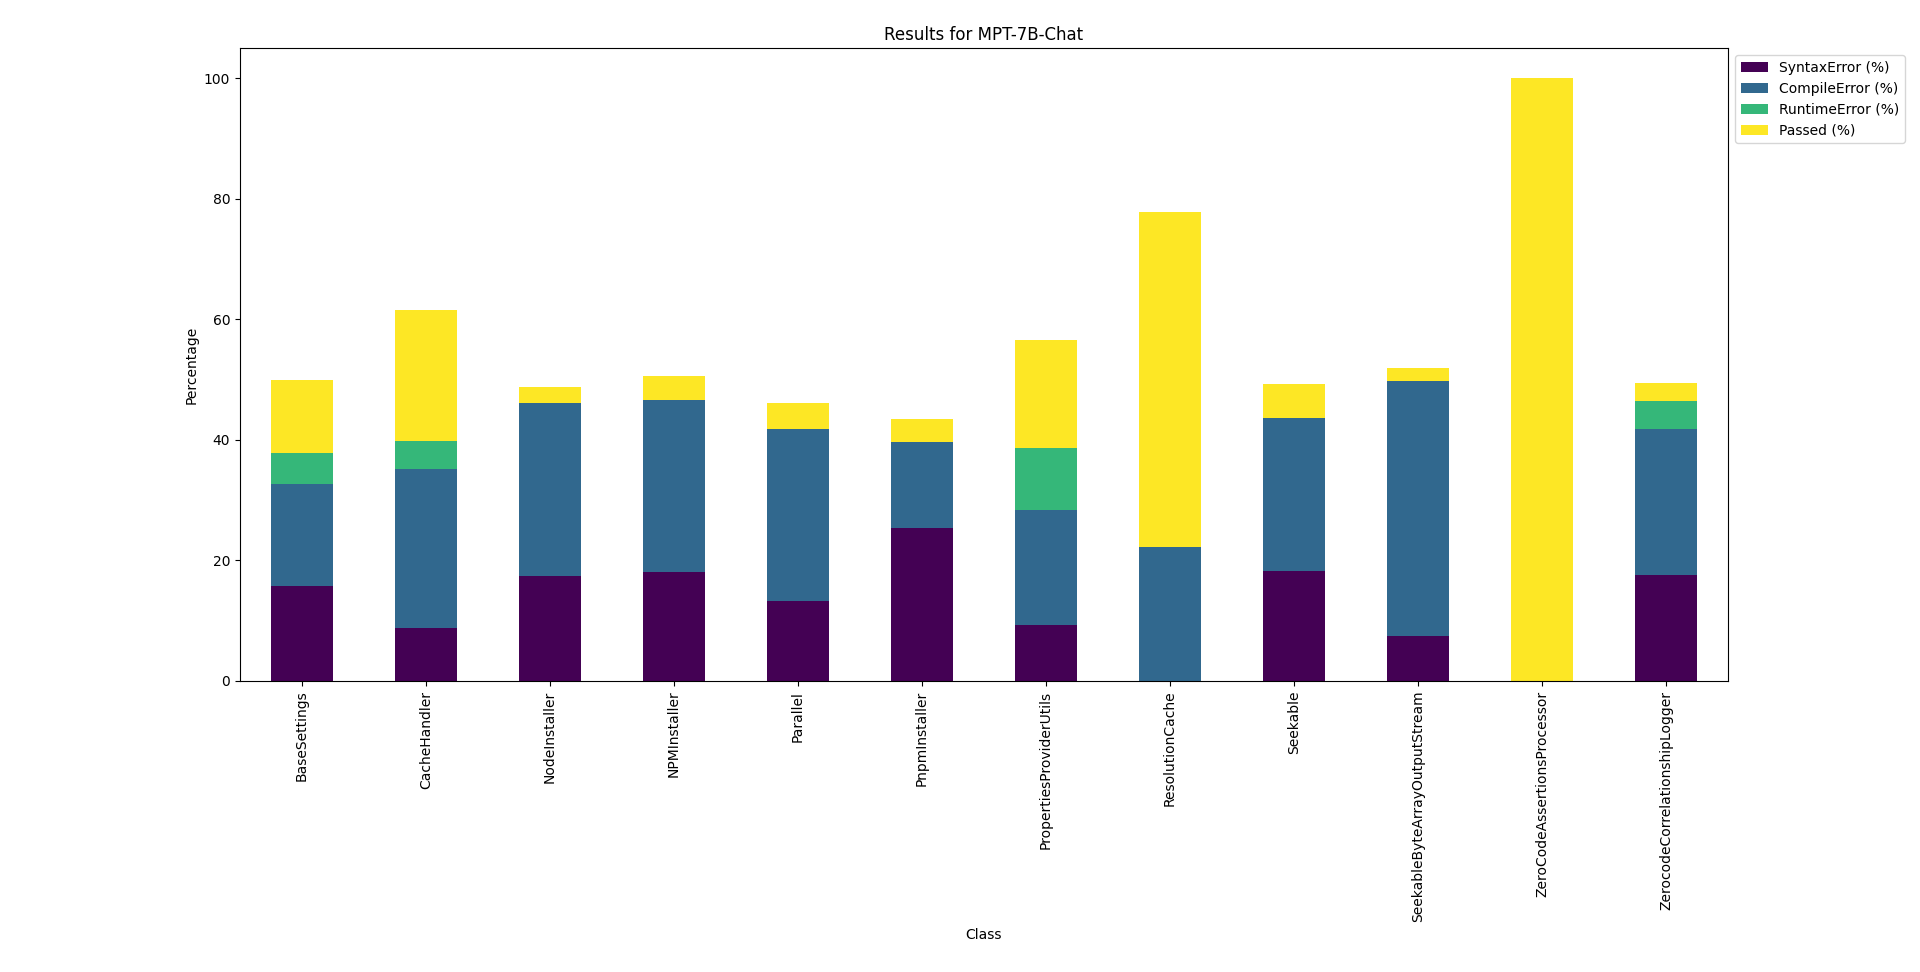 Results for MPT-7B-Chat
SyntaxError (%)
CompileError (%)
RuntimeError (%)
Passed (%)
Percentage
100
80
60
40
20
0
BaseSettings
CacheHandler
NodeInstaller
NPMInstaller
Parallel
PnpmInstaller
PropertiesProviderUtils
ResolutionCache
Seekable
SeekableByteArrayOutputStream
ZeroCodeAssertionsProcessor
ZerocodeCorrelationshipLogger
Class